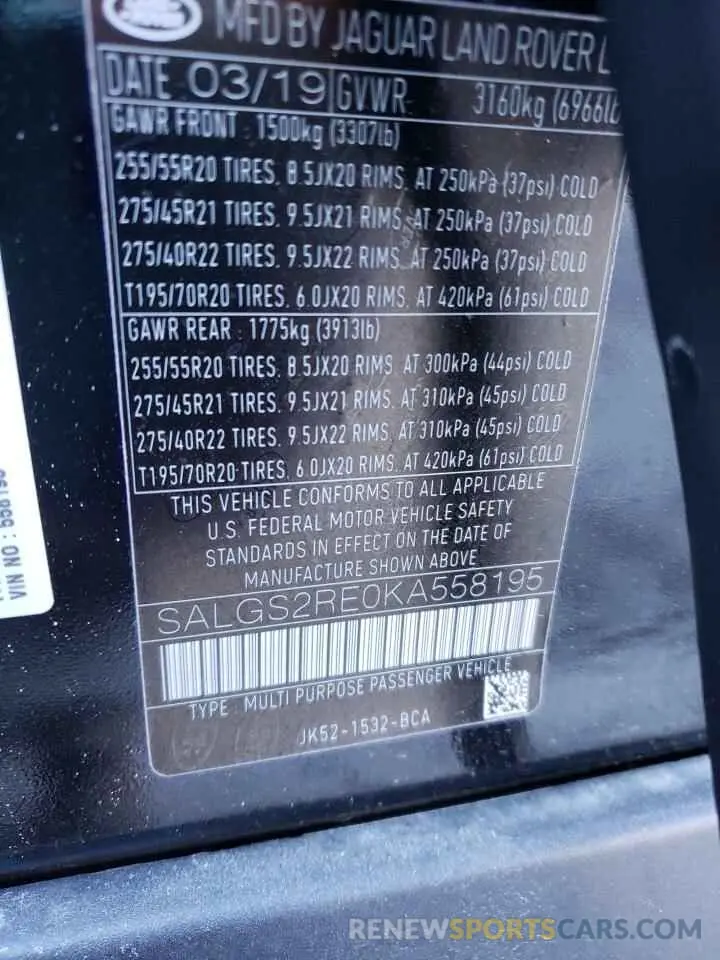 MFD BY JAGUAR LAND ROVER L
DATE 03/19 GVWR 3160kg (6966lb
GAWR FRONT 1500kg (3307lb)
255/55R20 TIRES, 8.5JX20 RIMS, AT 250kPa (37psi) COLD
275/45R21 TIRES, 9.5JX21 RIMS, AT 250kPa (37psi) COLD
275/40R22 TIRES, 9.5JX22 RIMS, AT 250kPa (37psi) COLD
T195/70R20 TIRES, 6.0JX20 RIMS, AT 420kPa (61psi) COLD
GAWR REAR 1775kg (3913lb)
255/55R20 TIRES, 8.5JX20 RIMS, AT 300kPa (44psi) COLD
275/45R21 TIRES, 9.5JX21 RIMS, AT 310kPa (45psi) COLD
275/40R22 TIRES, 9.5JX22 RIMS, AT 310kPa (45psi) COLD
T195/70R20 TIRES, 6.0JX20 RIMS, AT 420kPa (61psi) COLD
THIS VEHICLE CONFORMS TO ALL APPLICABLE
U.S. FEDERAL MOTOR VEHICLE SAFETY
STANDARDS IN EFFECT ON THE DATE OF
MANUFACTURE SHOWN ABOVE
SALGS2RE0KA558195
TYPE MULTI PURPOSE PASSENGER VEHICLE
JK52-1532-BCA
VIN NO :
RENEWSPORTSCARS.COM